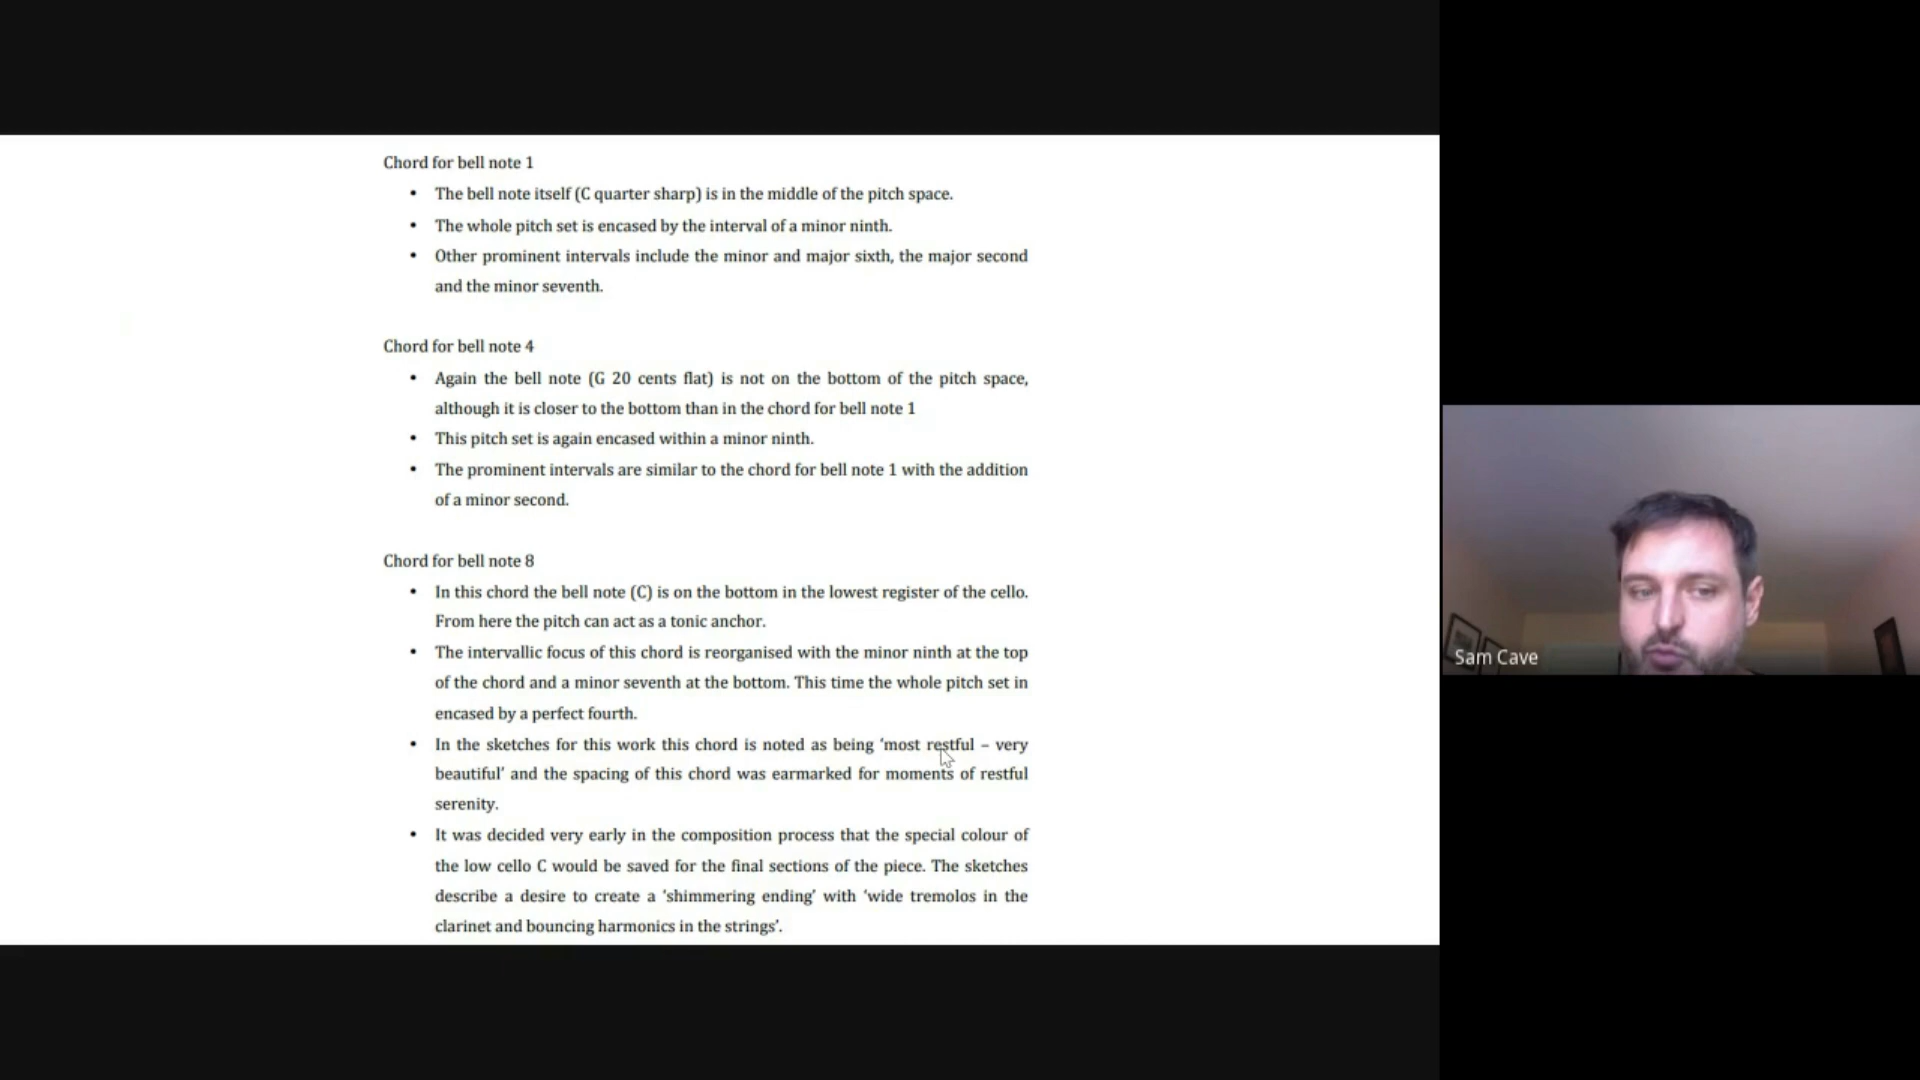 Chord for bell note 1
• The bell note itself (C quarter sharp) is in the middle of the pitch space.
• The whole pitch set is encased by the interval of a minor ninth.
• Other prominent intervals include the minor and major sixth, the major second
and the minor seventh.
Chord for bell note 4
• Again the bell note (G 20 cents flat) is not on the bottom of the pitch space,
although it is closer to the bottom than in the chord for bell note 1
• This pitch set is again encased within a minor ninth.
• The prominent intervals are similar to the chord for bell note 1 with the addition
of a minor second.
Chord for bell note 8
• In this chord the bell note (C) is on the bottom in the lowest register of the cello.
From here the pitch can act as a tonic anchor.
• The intervallic focus of this chord is reorganised with the minor ninth at the top
of the chord and a minor seventh at the bottom. This time the whole pitch set in
encased by a perfect fourth.
• In the sketches for this work this chord is noted as being ‘most restful – very
beautiful’ and the spacing of this chord was earmarked for moments of restful
serenity.
• It was decided very early in the composition process that the special colour of
the low cello C would be saved for the final sections of the piece. The sketches
describe a desire to create a ‘shimmering ending’ with ‘wide tremolos in the
clarinet and bouncing harmonics in the strings’.
Sam Cave